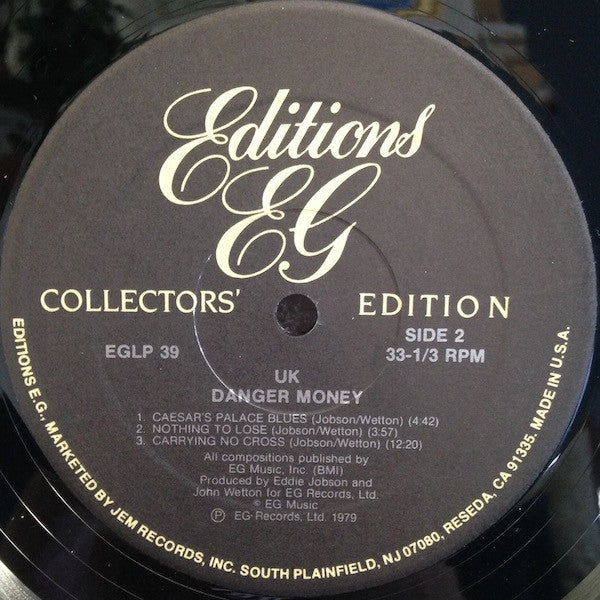 Editions
EG
COLLECTORS' EDITION
EGLP 39
SIDE 2
33-1/3 RPM
UK
DANGER MONEY
1. CAESAR'S PALACE BLUES (Jobson/Wetton) (4:42)
2. NOTHING TO LOSE (Jobson/Wetton) (3:57)
3. CARRYING NO CROSS (Jobson/Wetton) (12:20)
All compositions published by
EG Music, Inc. (BMI)
Produced by Eddie Jobson and
John Wetton for EG Records, Ltd.
© EG Music
Ⓟ EG Records, Ltd. 1979
EDITIONS E.G., MARKETED BY JEM RECORDS, INC. SOUTH PLAINFIELD, NJ 07080, RESEDA, CA 91335. MADE IN U.S.A.